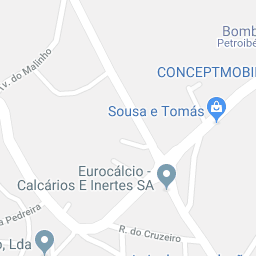 Bomb
Petroibé
Av. do Malinho
CONCEPTMOBI
Sousa e Tomás
Eurocálcio -
Calcários E Inertes SA
a Pedreira
R. do Cruzeiro
o, Lda